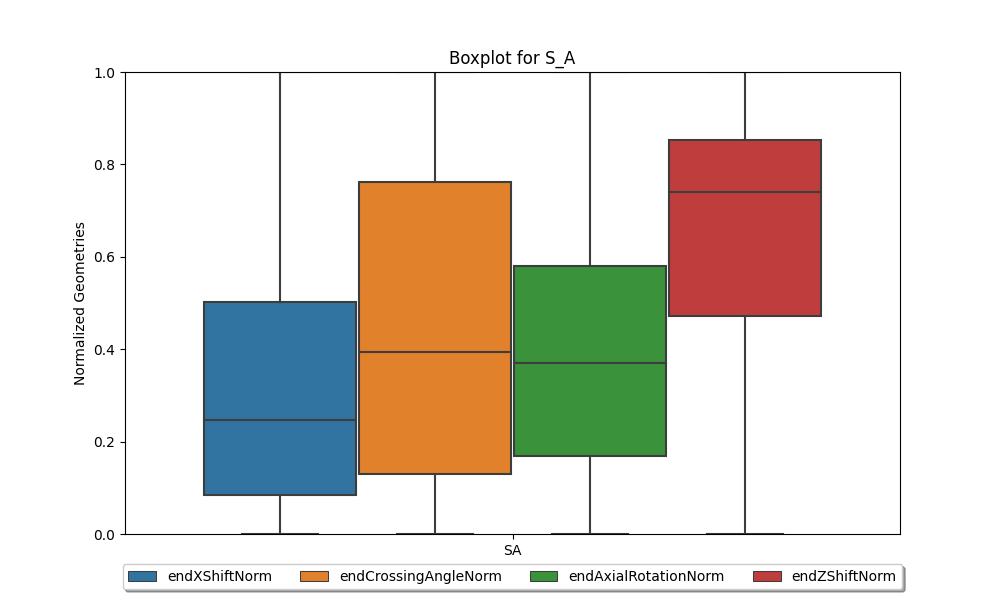 Boxplot for S_A
1.0
0.8
0.6
0.4
0.2
0.0
Normalized Geometries
SA
endXShiftNorm endCrossingAngleNorm endAxialRotationNorm endZShiftNorm